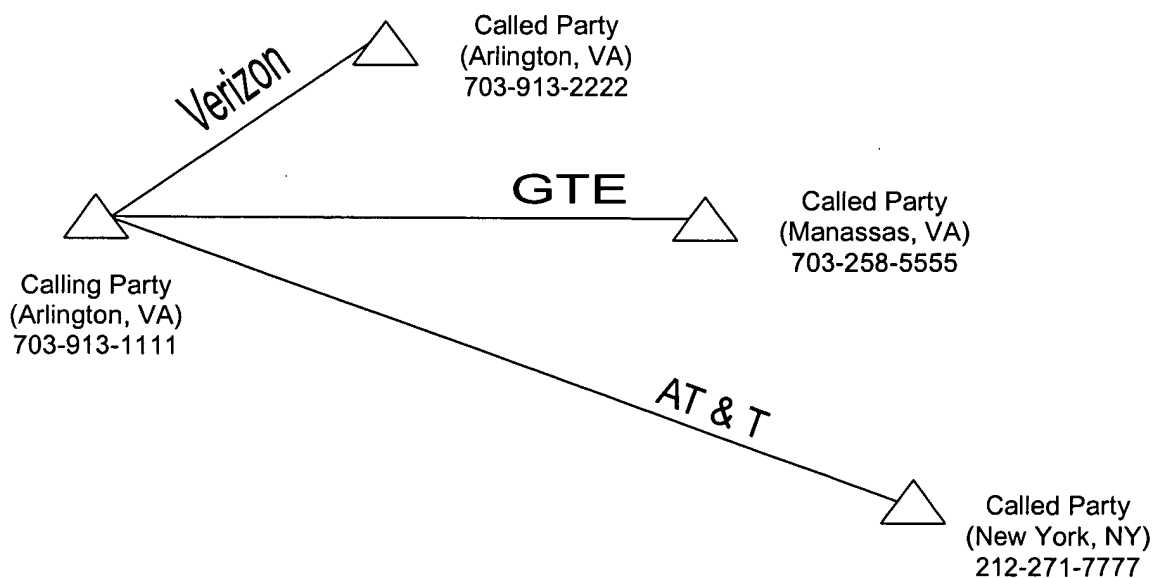 Called Party
(Arlington, VA)
703-913-2222
Verizon
GTE
Called Party
(Manassas, VA)
703-258-5555
Calling Party
(Arlington, VA)
703-913-1111
AT & T
Called Party
(New York, NY)
212-271-7777